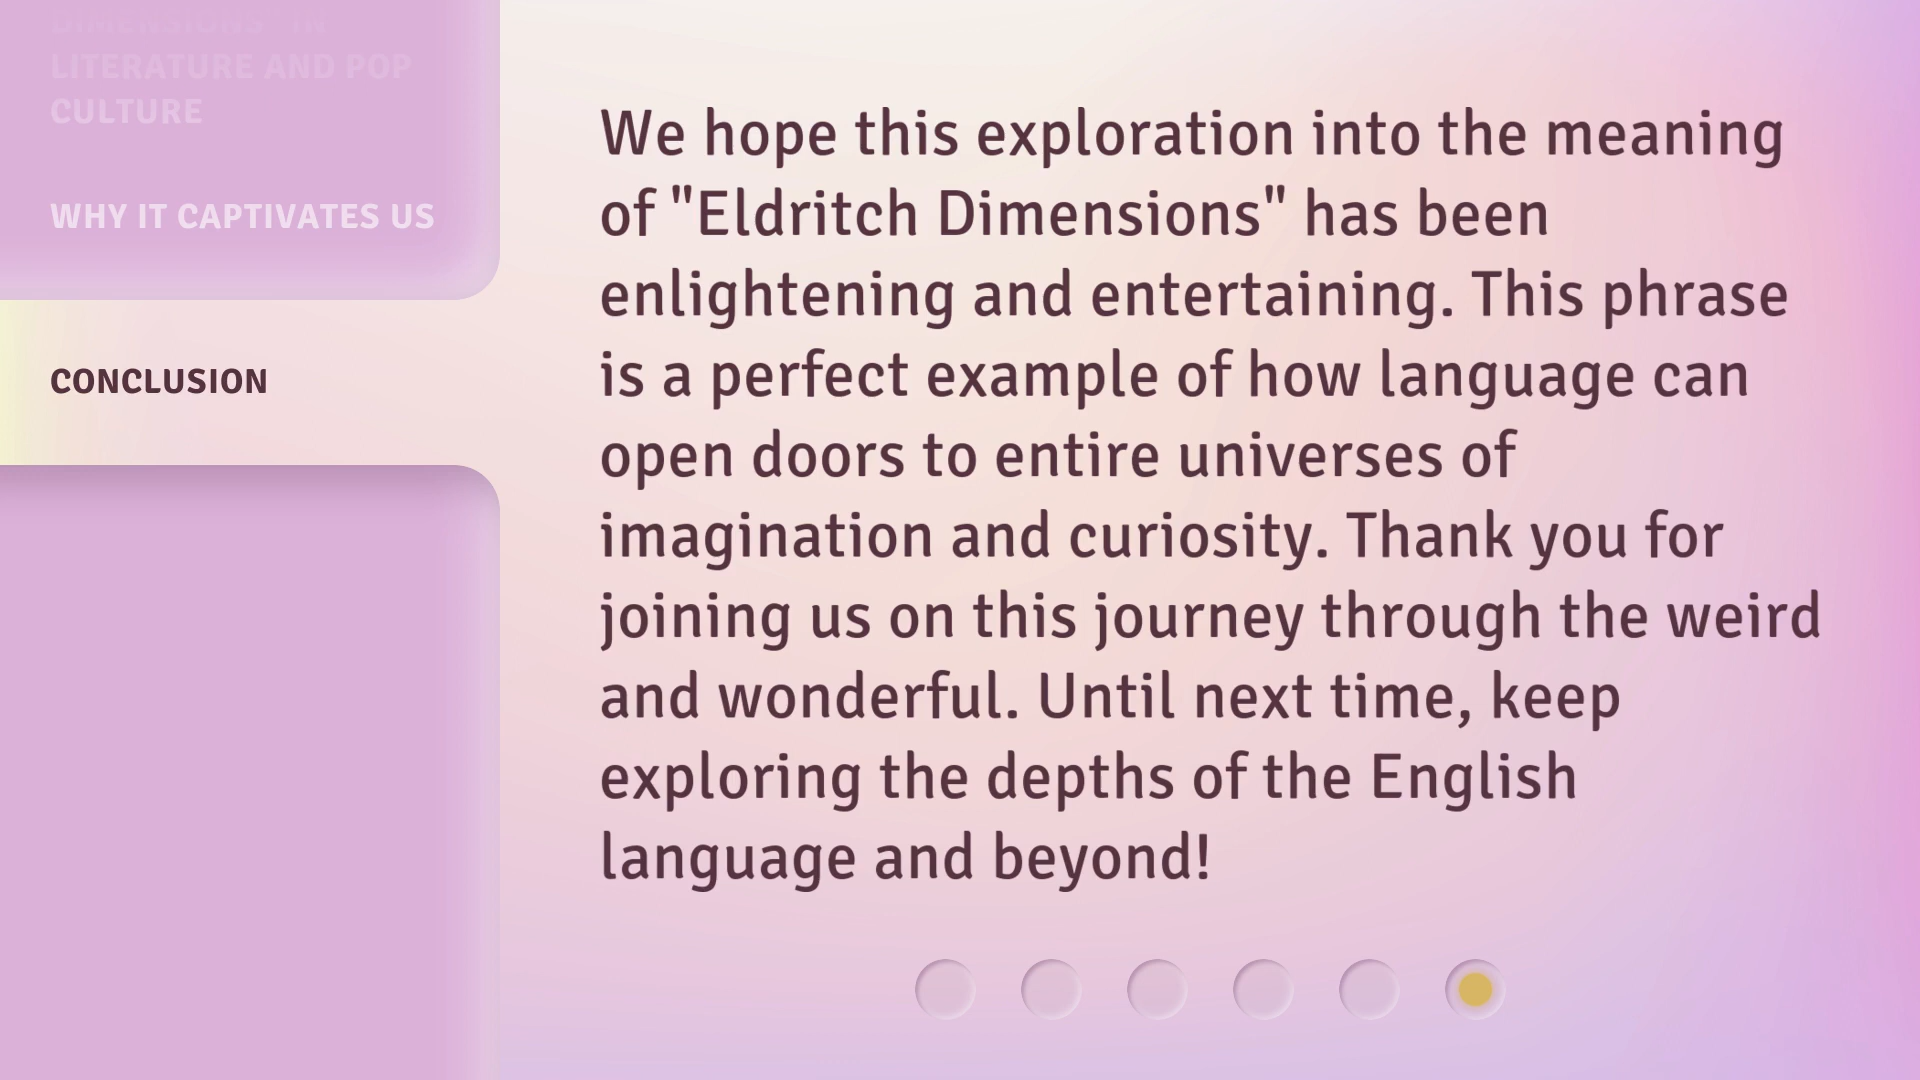 DIMENSIONS" IN
LITERATURE AND POP
CULTURE
WHY IT CAPTIVATES US
CONCLUSION
We hope this exploration into the meaning
of "Eldritch Dimensions" has been
enlightening and entertaining. This phrase
is a perfect example of how language can
open doors to entire universes of
imagination and curiosity. Thank you for
joining us on this journey through the weird
and wonderful. Until next time, keep
exploring the depths of the English
language and beyond!